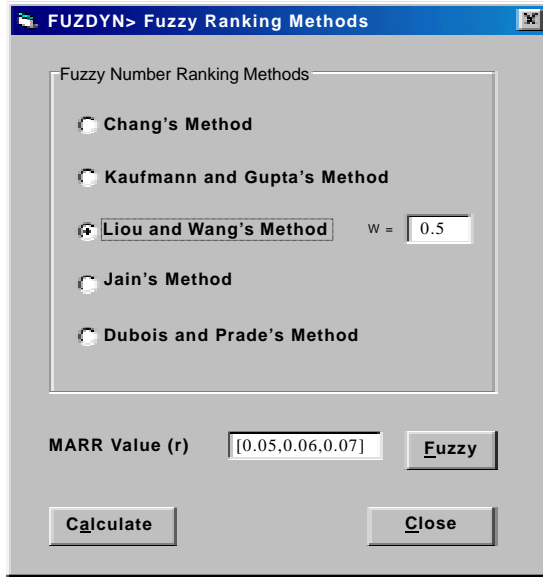 FUZDYN> Fuzzy Ranking Methods
Fuzzy Number Ranking Methods
Chang's Method
Kaufmann and Gupta's Method
Liou and Wang's Method W = 0.5
Jain's Method
Dubois and Prade's Method
MARR Value (r) [0.05,0.06,0.07] Fuzzy
Calculate Close